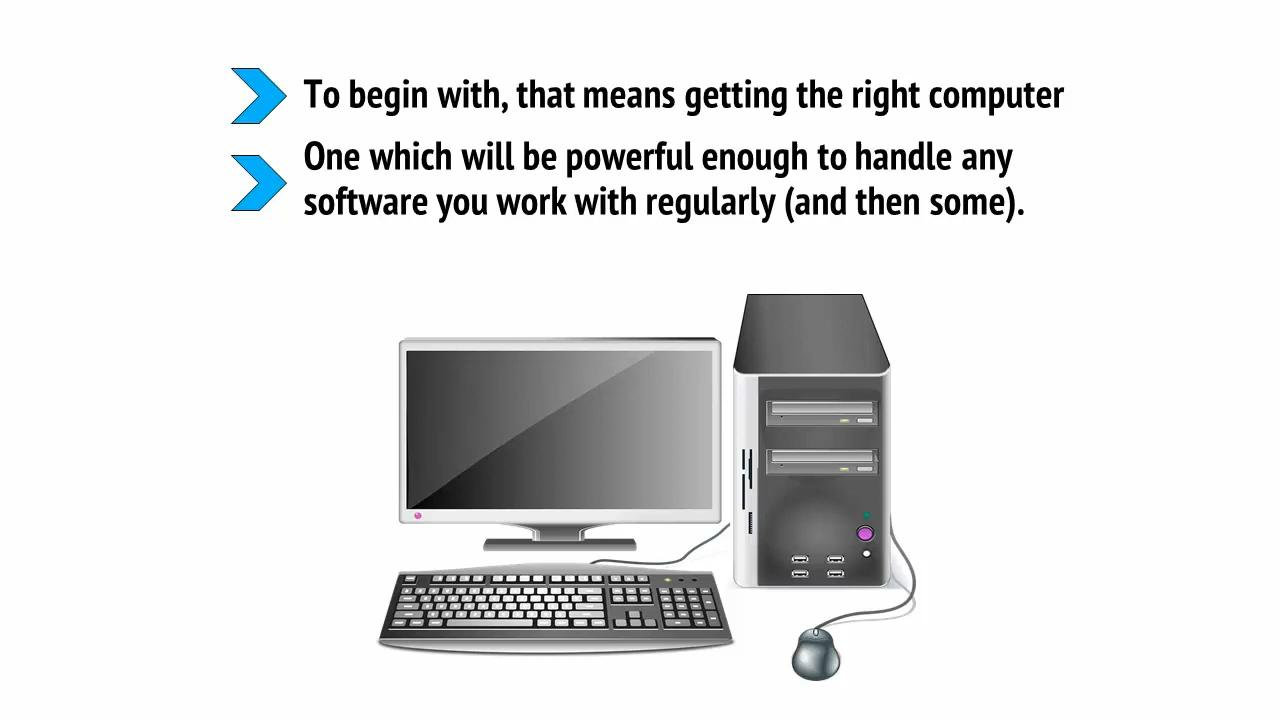 To begin with, that means getting the right computer
One which will be powerful enough to handle any
software you work with regularly (and then some).